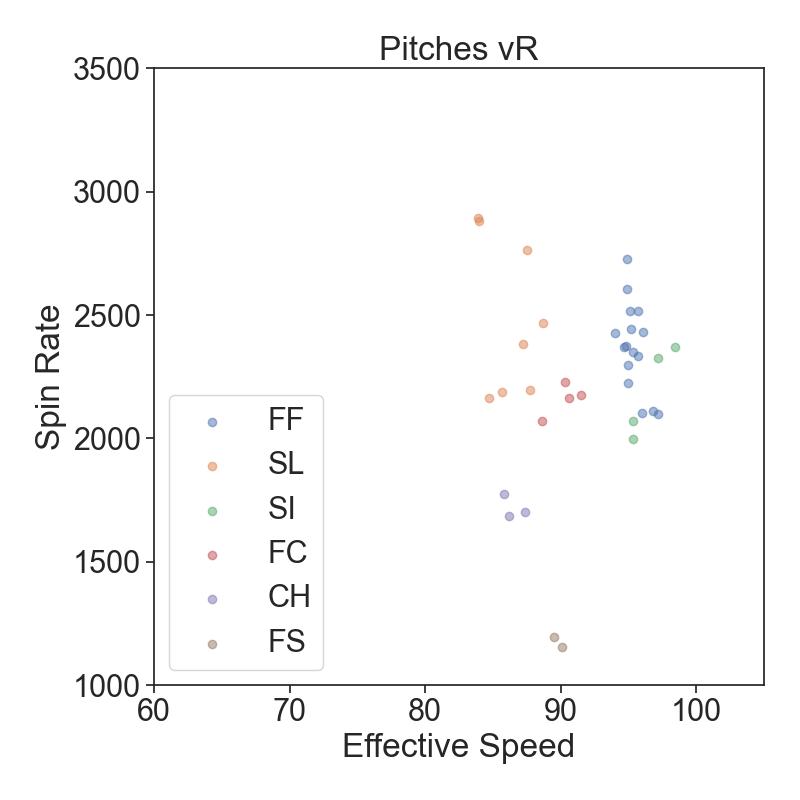 Pitches vR
3500
3000
2500
2000
1500
1000
Spin Rate
FF
SL
SI
FC
CH
FS
60 70 80 90 100
Effective Speed